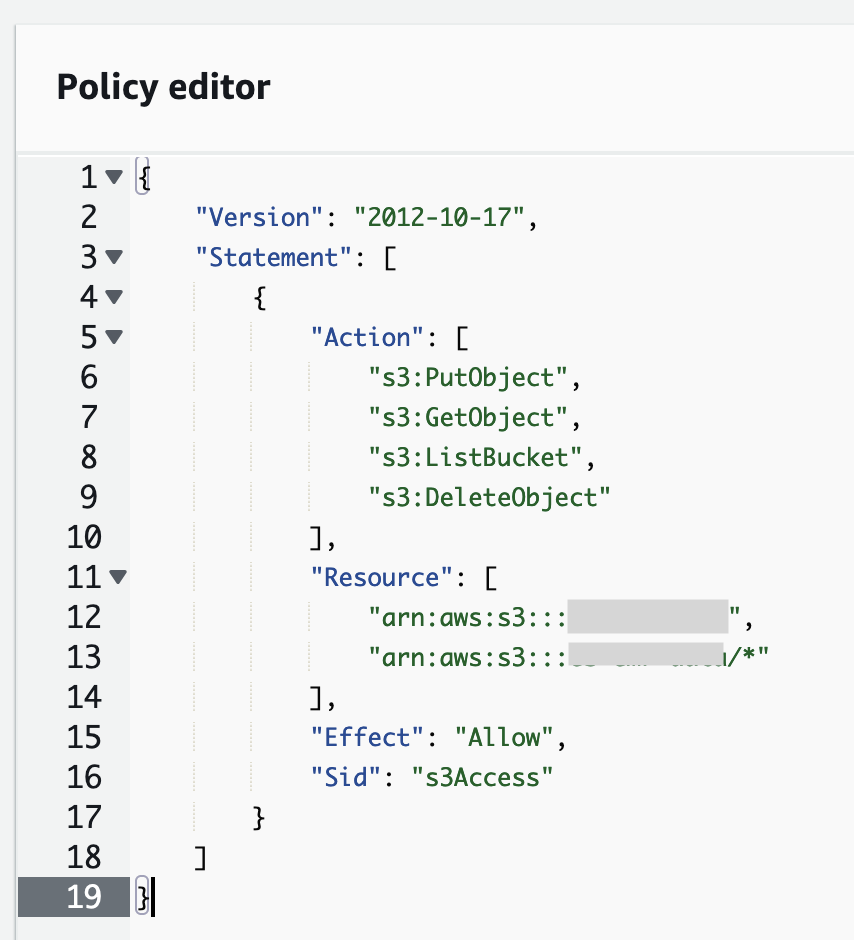 Policy editor
1 {
2 "Version": "2012-10-17",
3 "Statement": [
4 {
5 "Action": [
6 "s3:PutObject",
7 "s3:GetObject",
8 "s3:ListBucket",
9 "s3:DeleteObject"
10 ],
11 "Resource": [
12 "arn:aws:s3:::",
13 "arn:aws:s3:::/*"
14 ],
15 "Effect": "Allow",
16 "Sid": "s3Access"
17 }
18 ]
19 }